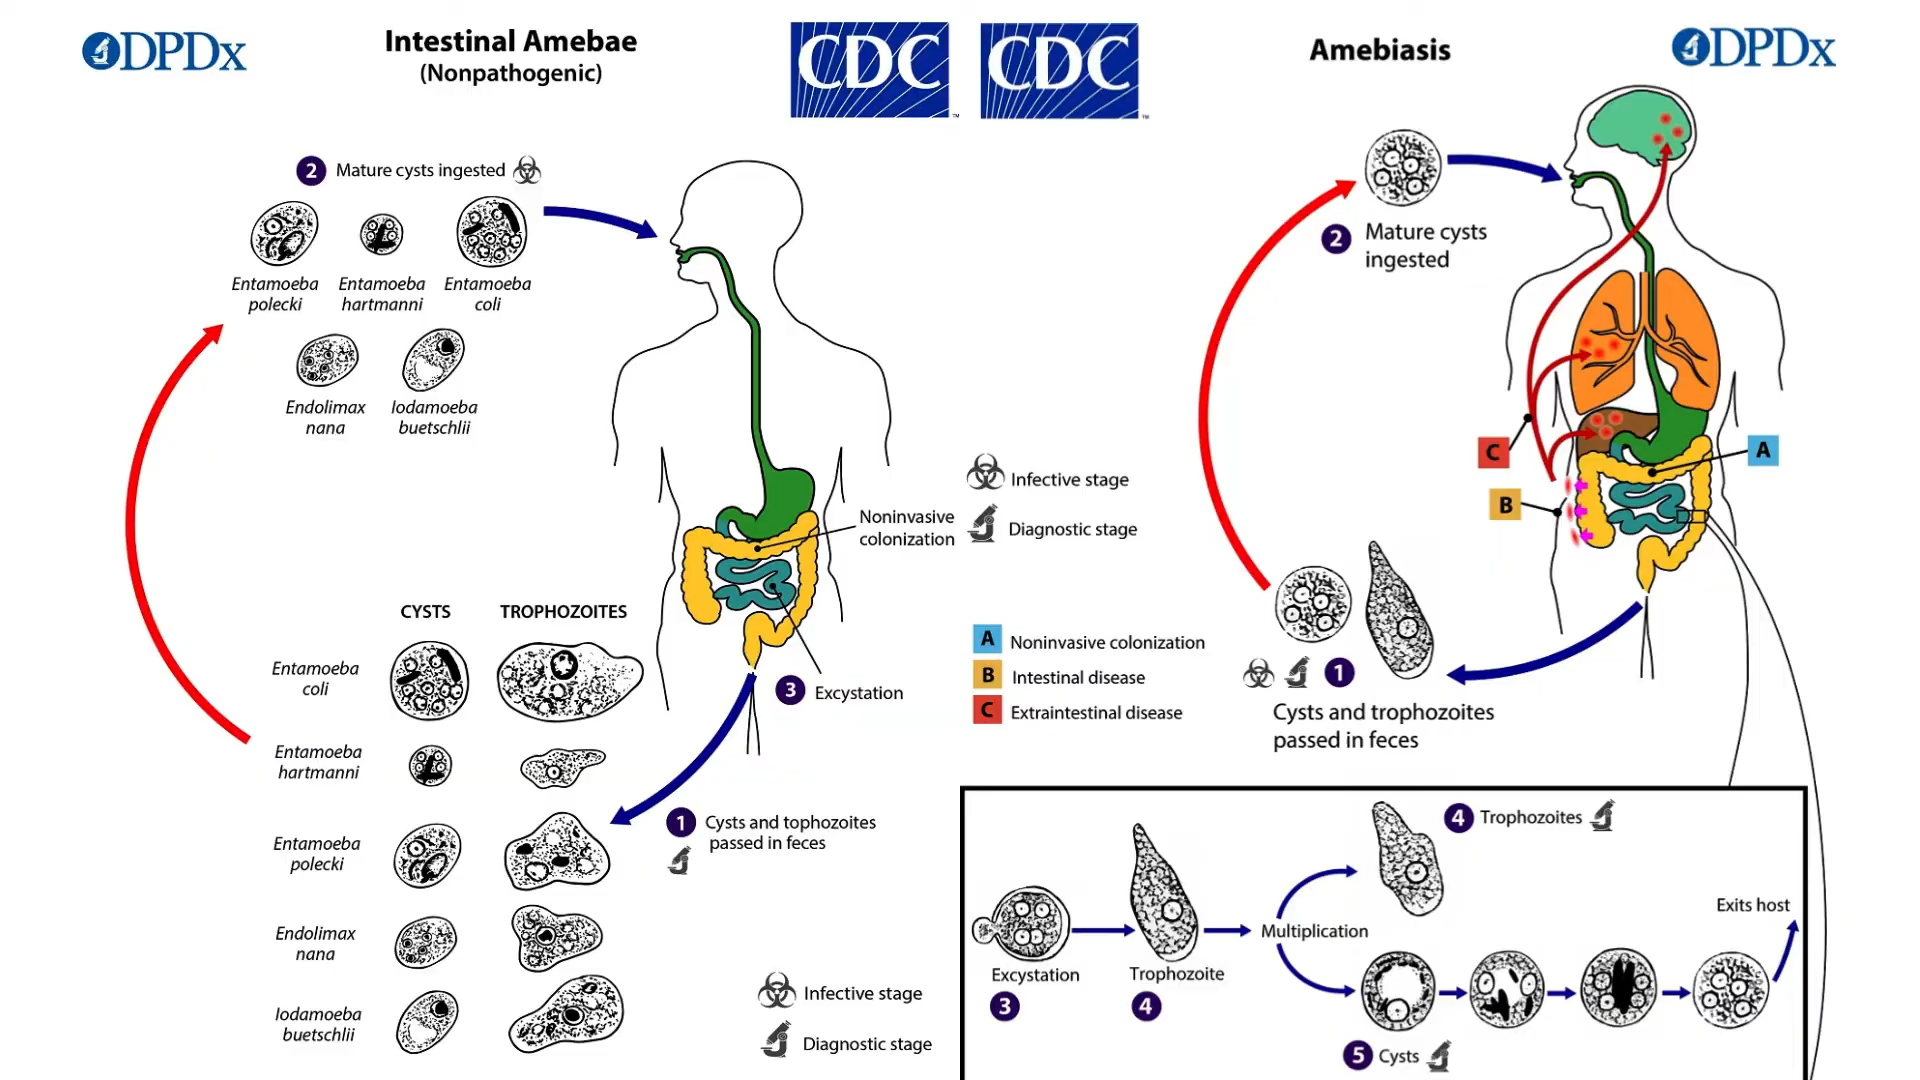 DPDx
Intestinal Amebae
(Nonpathogenic)
CDC
TM
2 Mature cysts ingested
Entamoeba
polecki
Entamoeba
hartmanni
Entamoeba
coli
Endolimax
nana
Iodamoeba
buetschlii
Noninvasive
colonization
CYSTS
TROPHOZOITES
Entamoeba
coli
3 Excystation
Entamoeba
hartmanni
1 Cysts and tophozoites
passed in feces
Entamoeba
polecki
Endolimax
nana
Iodamoeba
buetschlii
Infective stage
Diagnostic stage
CDC
TM
Amebiasis
DPDx
2 Mature cysts
ingested
C
A
B
Infective stage
Diagnostic stage
A Noninvasive colonization
B Intestinal disease
C Extraintestinal disease
1
Cysts and trophozoites
passed in feces
4 Trophozoites
Exits host
Multiplication
Excystation
3
Trophozoite
4
5 Cysts